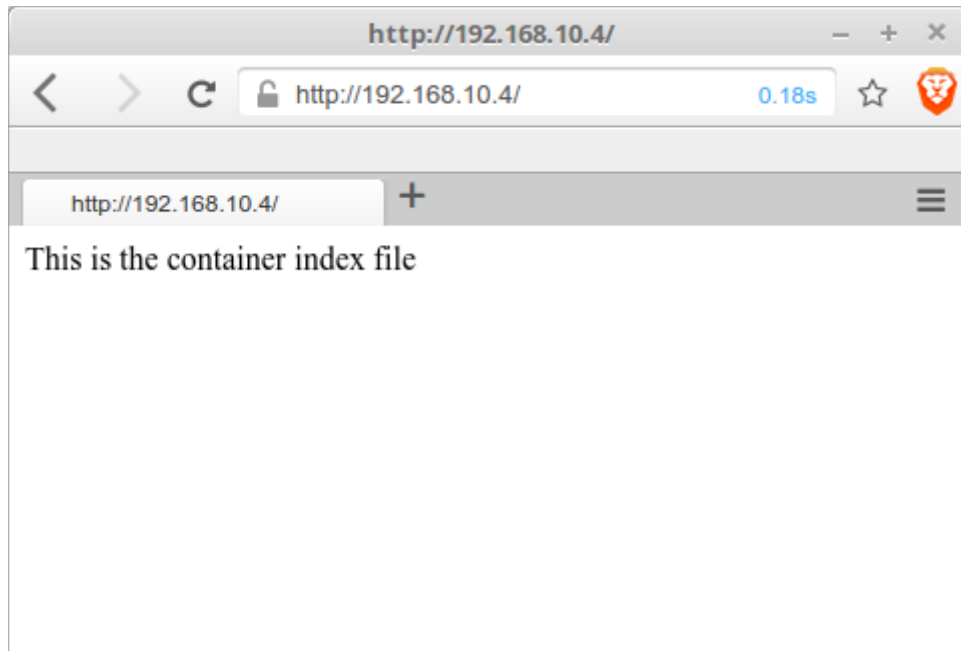 http://192.168.10.4/
http://192.168.10.4/ 0.18s
http://192.168.10.4/
This is the container index file